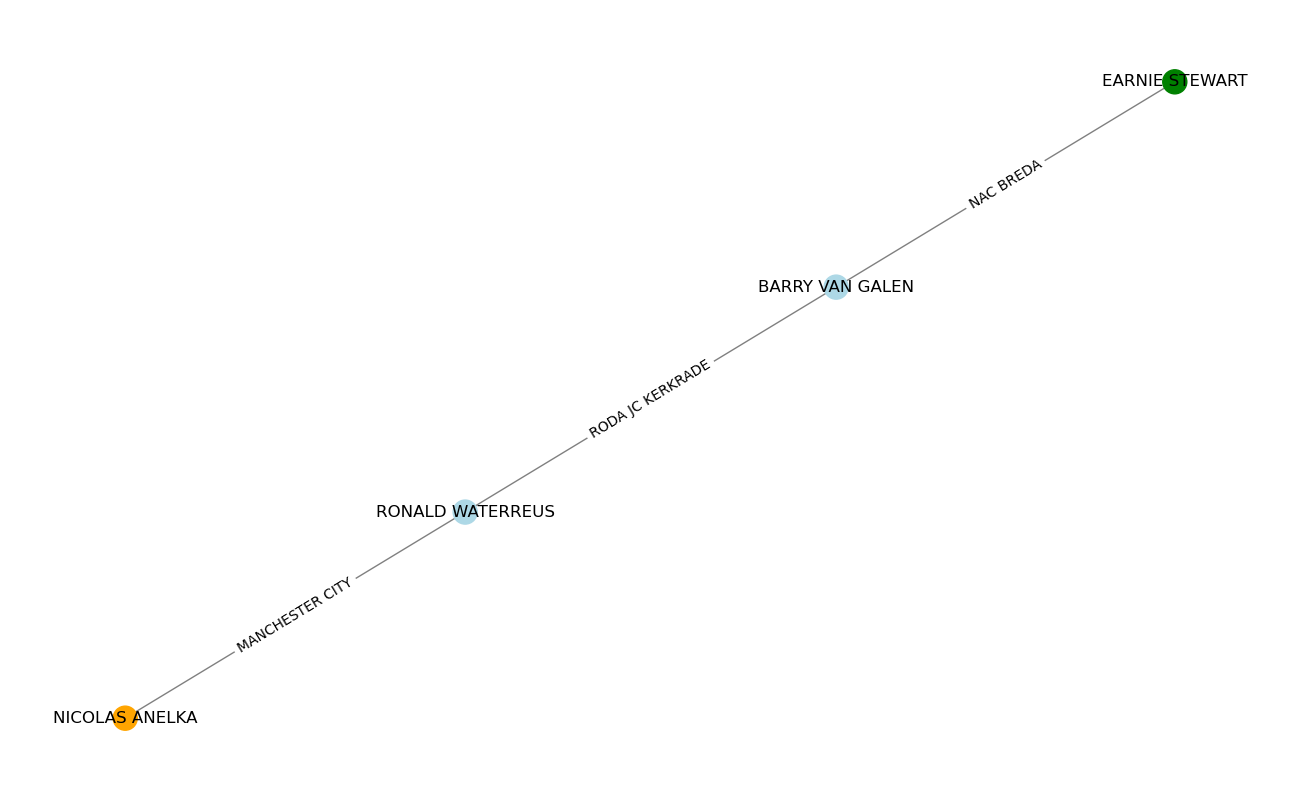 EARNIE STEWART
NAC BREDA
BARRY VAN GALEN
RODA JC KERKRADE
RONALD WATERREUS
MANCHESTER CITY
NICOLAS ANELKA